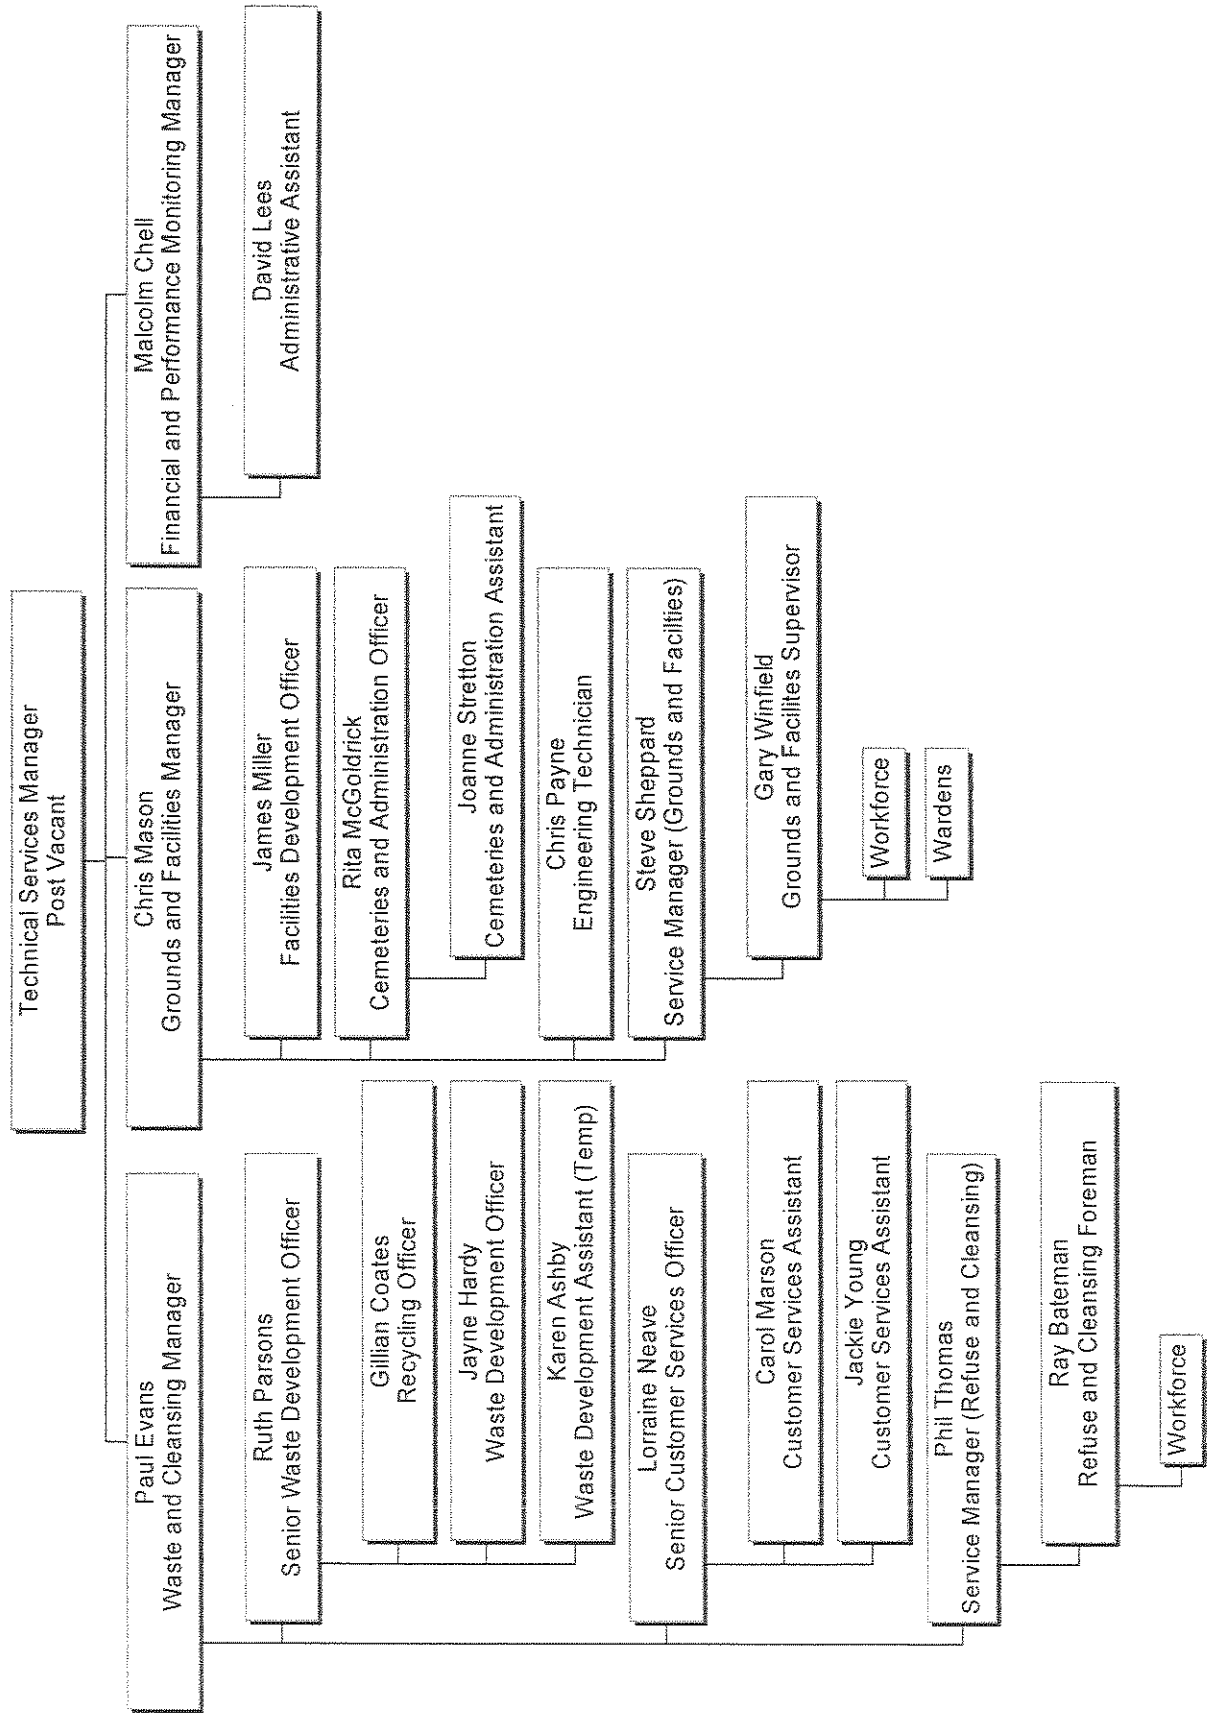 Technical Services Manager
Post Vacant
Paul Evans
Waste and Cleansing Manager
Ruth Parsons
Senior Waste Development Officer
Gillian Coates
Recycling Officer
Jayne Hardy
Waste Development Officer
Karen Ashby
Waste Development Assistant (Temp)
Lorraine Neave
Senior Customer Services Officer
Carol Marson
Customer Services Assistant
Jackie Young
Customer Services Assistant
Phil Thomas
Service Manager (Refuse and Cleansing)
Ray Bateman
Refuse and Cleansing Foreman
Workforce
Chris Mason
Grounds and Facilities Manager
James Miller
Facilities Development Officer
Rita McGoldrick
Cemeteries and Administration Officer
Joanne Stretton
Cemeteries and Administration Assistant
Chris Payne
Engineering Technician
Steve Sheppard
Service Manager (Grounds and Facilties)
Gary Winfield
Grounds and Facilites Supervisor
Workforce
Wardens
Malcolm Chell
Financial and Performance Monitoring Manager
David Lees
Administrative Assistant